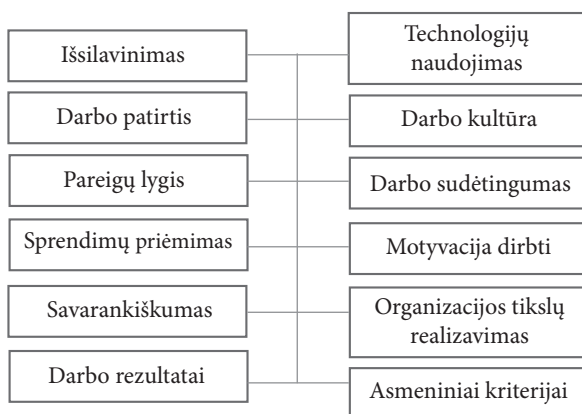 Išsilavinimas
Darbo patirtis
Pareigų lygis
Sprendimų priėmimas
Savarankiškumas
Darbo rezultatai
Technologijų
naudojimas
Darbo kultūra
Darbo sudėtingumas
Motyvacija dirbti
Organizacijos tikslų
realizavimas
Asmeniniai kriterijai